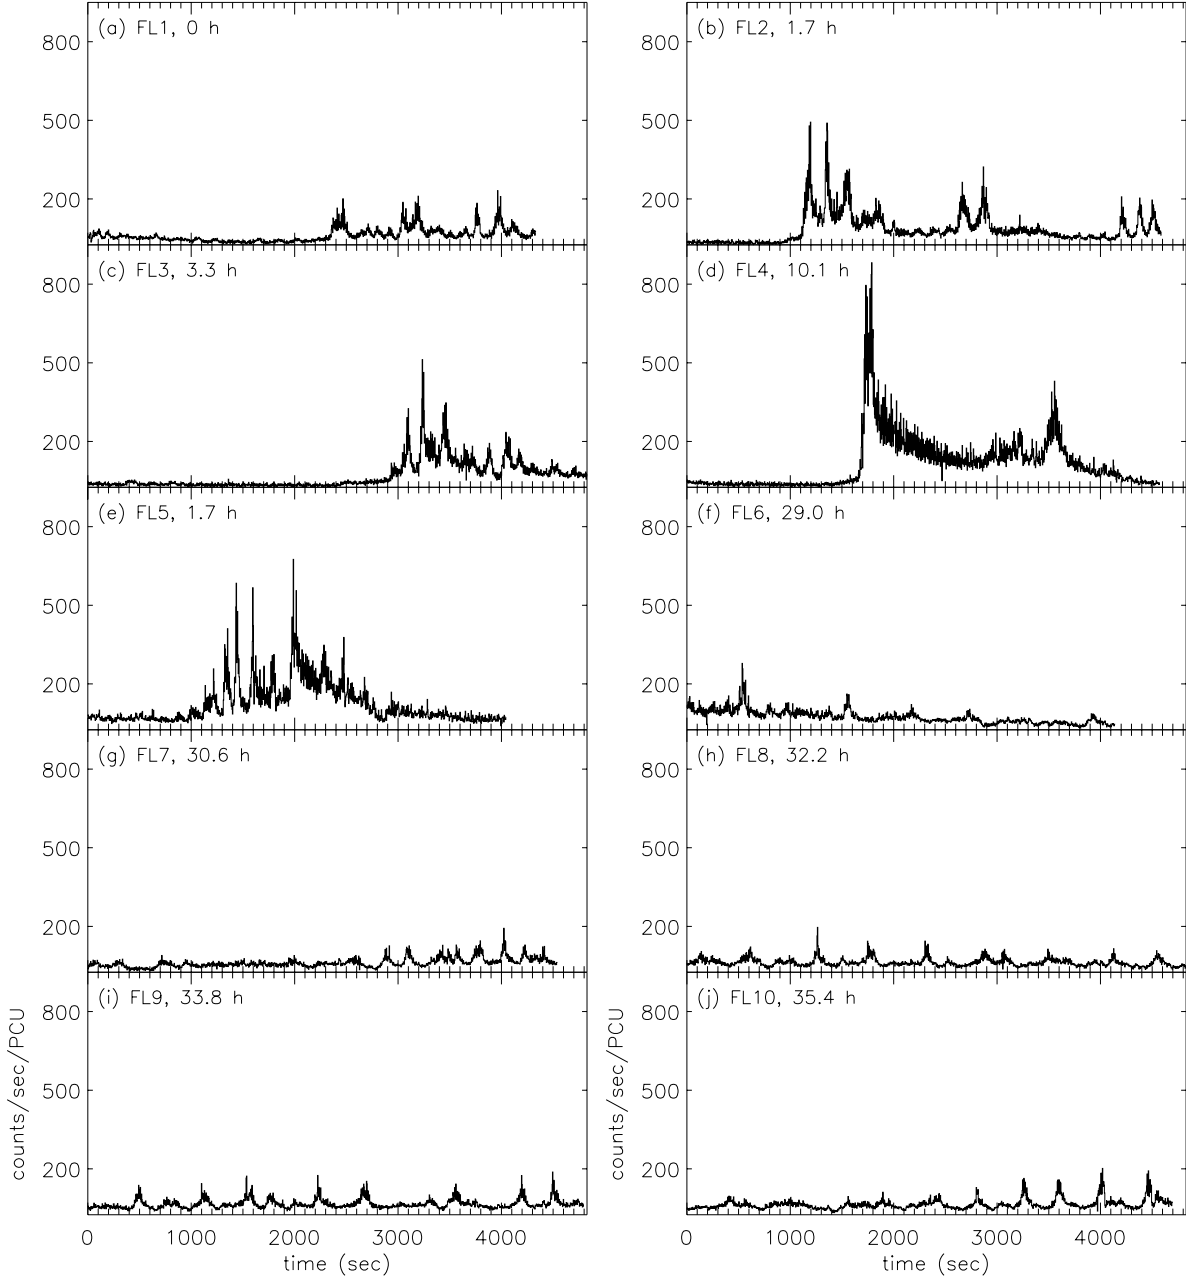 (a) FL1, 0 h
(b) FL2, 1.7 h
800
500
200
800
500
200
(c) FL3, 3.3 h
(d) FL4, 10.1 h
800
500
200
800
500
200
(e) FL5, 1.7 h
(f) FL6, 29.0 h
800
500
200
800
500
200
(g) FL7, 30.6 h
(h) FL8, 32.2 h
800
500
200
800
500
200
(i) FL9, 33.8 h
(j) FL10, 35.4 h
800
500
200
800
500
200
counts/sec/PCU
counts/sec/PCU
0 1000 2000 3000 4000
0 1000 2000 3000 4000
time (sec)
time (sec)